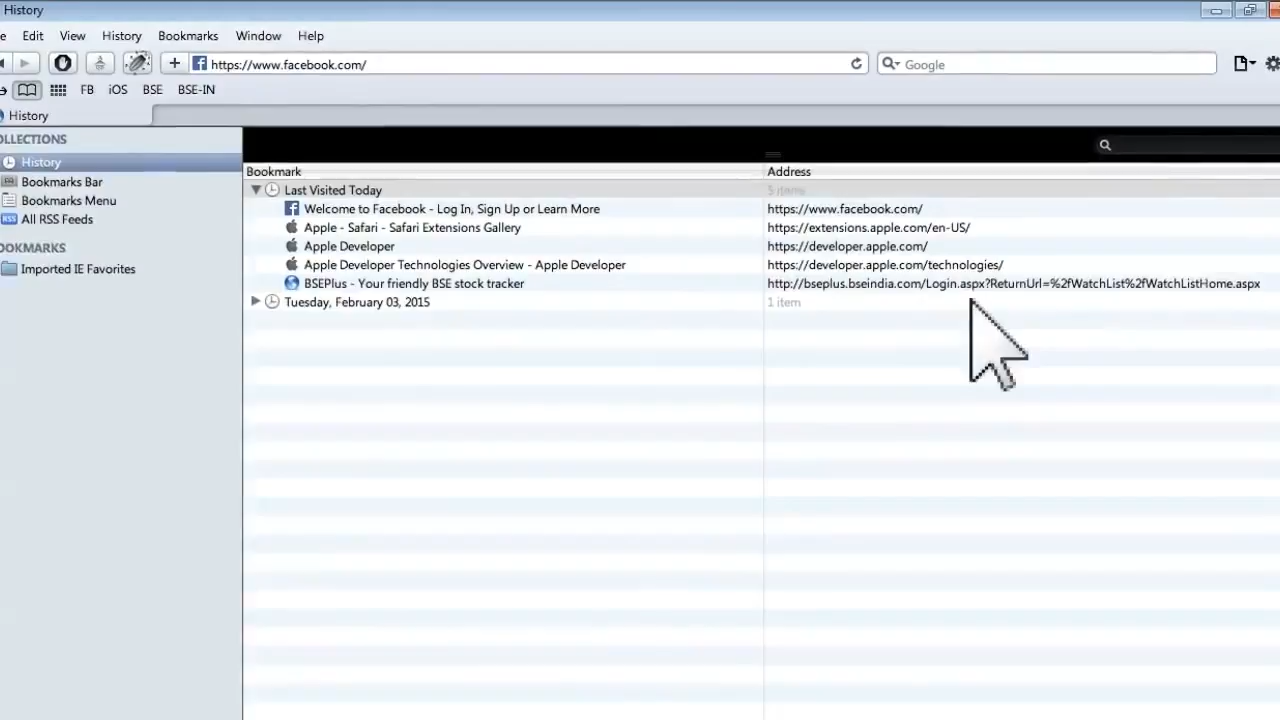 History
e Edit View History Bookmarks Window Help
https://www.facebook.com/ Google
FB iOS BSE BSE-IN
History
OLLECTIONS
History
Bookmarks Bar
Bookmarks Menu
RSS All RSS Feeds
OOKMARKS
Imported IE Favorites
Bookmark Address
Last Visited Today 5 items
Welcome to Facebook - Log In, Sign Up or Learn More https://www.facebook.com/
Apple - Safari - Safari Extensions Gallery https://extensions.apple.com/en-US/
Apple Developer https://developer.apple.com/
Apple Developer Technologies Overview - Apple Developer https://developer.apple.com/technologies/
BSEPlus - Your friendly BSE stock tracker http://bseplus.bseindia.com/Login.aspx?ReturnUrl=%2fWatchList%2fWatchListHome.aspx
Tuesday, February 03, 2015 1 item